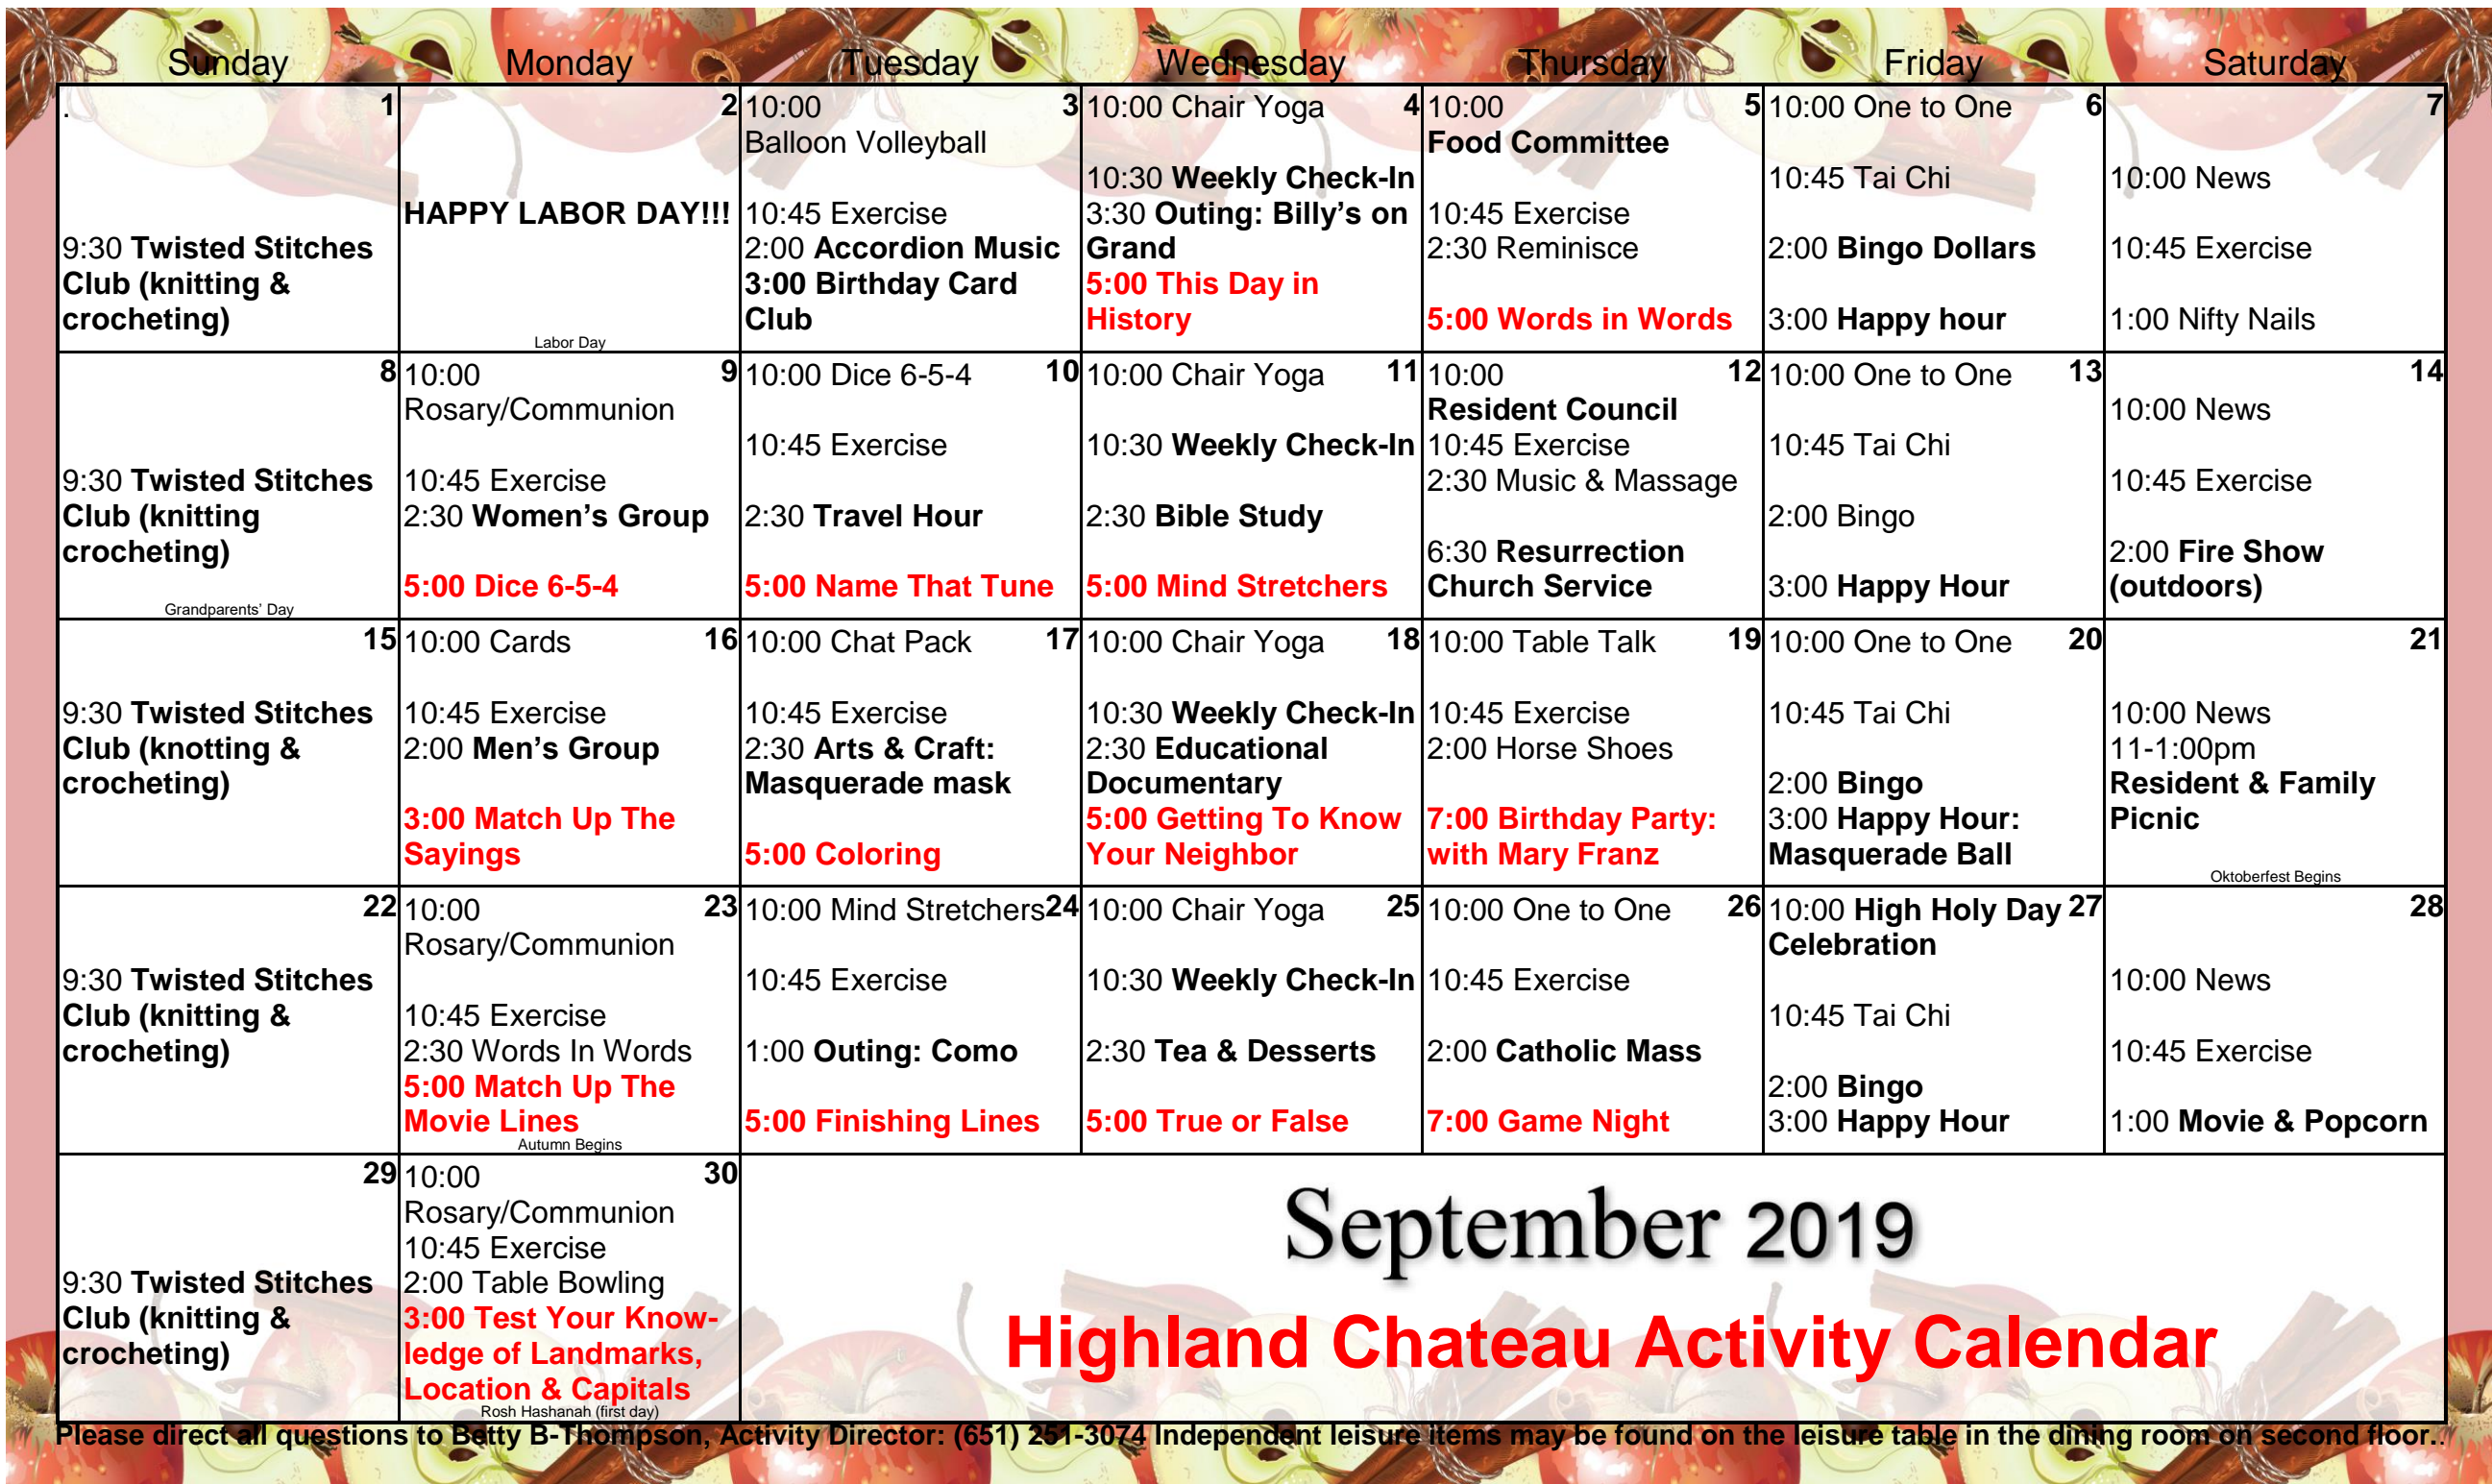 Sunday Monday Tuesday Wednesday Thursday Friday Saturday
. 1
9:30 Twisted Stitches
Club (knitting &
crocheting)
2
HAPPY LABOR DAY!!!
Labor Day
10:00 3
Balloon Volleyball
10:45 Exercise
2:00 Accordion Music
3:00 Birthday Card
Club
10:00 Chair Yoga 4
10:30 Weekly Check-In
3:30 Outing: Billy’s on
Grand
5:00 This Day in
History
10:00 5
Food Committee
10:45 Exercise
2:30 Reminisce
5:00 Words in Words
10:00 One to One 6
10:45 Tai Chi
2:00 Bingo Dollars
3:00 Happy hour
7
10:00 News
10:45 Exercise
1:00 Nifty Nails
8
9:30 Twisted Stitches
Club (knitting
crocheting)
Grandparents’ Day
10:00 9
Rosary/Communion
10:45 Exercise
2:30 Women’s Group
5:00 Dice 6-5-4
10:00 Dice 6-5-4 10
10:45 Exercise
2:30 Travel Hour
5:00 Name That Tune
10:00 Chair Yoga 11
10:30 Weekly Check-In
2:30 Bible Study
5:00 Mind Stretchers
10:00 12
Resident Council
10:45 Exercise
2:30 Music & Massage
6:30 Resurrection
Church Service
10:00 One to One 13
10:45 Tai Chi
2:00 Bingo
3:00 Happy Hour
14
10:00 News
10:45 Exercise
2:00 Fire Show
(outdoors)
15
9:30 Twisted Stitches
Club (knotting &
crocheting)
10:00 Cards 16
10:45 Exercise
2:00 Men’s Group
3:00 Match Up The
Sayings
10:00 Chat Pack 17
10:45 Exercise
2:30 Arts & Craft:
Masquerade mask
5:00 Coloring
10:00 Chair Yoga 18
10:30 Weekly Check-In
2:30 Educational
Documentary
5:00 Getting To Know
Your Neighbor
10:00 Table Talk 19
10:45 Exercise
2:00 Horse Shoes
7:00 Birthday Party:
with Mary Franz
10:00 One to One 20
10:45 Tai Chi
2:00 Bingo
3:00 Happy Hour:
Masquerade Ball
21
10:00 News
11-1:00pm
Resident & Family
Picnic
Oktoberfest Begins
22
9:30 Twisted Stitches
Club (knitting &
crocheting)
10:00 23
Rosary/Communion
10:45 Exercise
2:30 Words In Words
5:00 Match Up The
Movie Lines
Autumn Begins
10:00 Mind Stretchers 24
10:45 Exercise
1:00 Outing: Como
5:00 Finishing Lines
10:00 Chair Yoga 25
10:30 Weekly Check-In
2:30 Tea & Desserts
5:00 True or False
10:00 One to One 26
10:45 Exercise
2:00 Catholic Mass
7:00 Game Night
10:00 High Holy Day 27
Celebration
10:45 Tai Chi
2:00 Bingo
3:00 Happy Hour
28
10:00 News
10:45 Exercise
1:00 Movie & Popcorn
29
9:30 Twisted Stitches
Club (knitting &
crocheting)
10:00 30
Rosary/Communion
10:45 Exercise
2:00 Table Bowling
3:00 Test Your Know-
ledge of Landmarks,
Location & Capitals
Rosh Hashanah (first day)
September 2019
Highland Chateau Activity Calendar
Please direct all questions to Betty B-Thompson, Activity Director: (651) 251-3074 Independent leisure items may be found on the leisure table in the dining room on second floor..